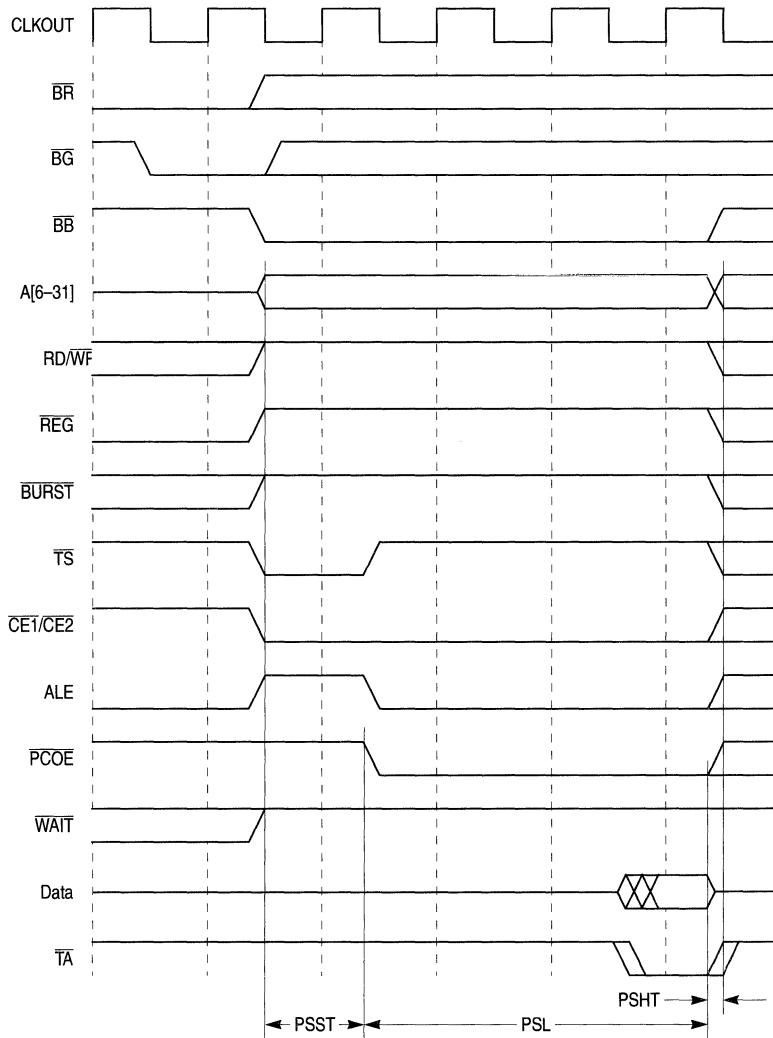 CLKOUT
BR
BG
BB
A[6–31]
RD/WF
REG
BURST
TS
CE1/CE2
ALE
PCOE
WAIT
Data
TA
PSHT
PSST
PSL